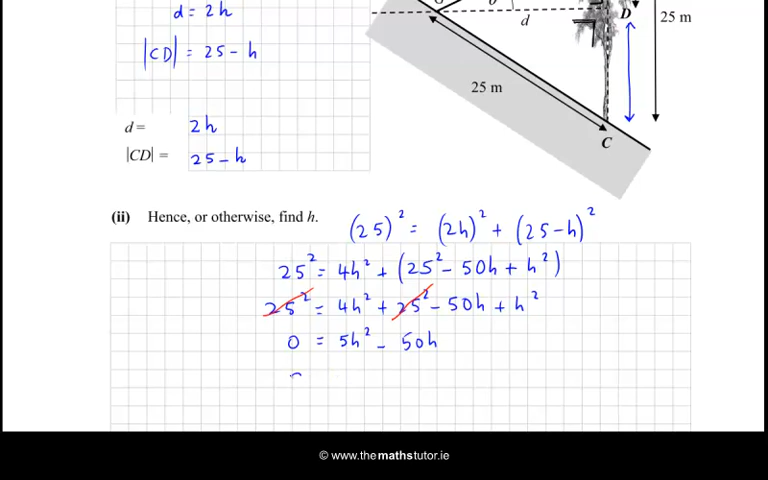 d = 2h
|CD| = 25 - h
d = 2h
|CD| = 25 - h
d
D
25 m
25 m
C
(ii) Hence, or otherwise, find h.
(25)² = (2h)² + (25-h)²
25² = 4h² + (25² - 50h + h²)
25² = 4h² + 25² - 50h + h²
0 = 5h² - 50h
© www.themathstutor.ie